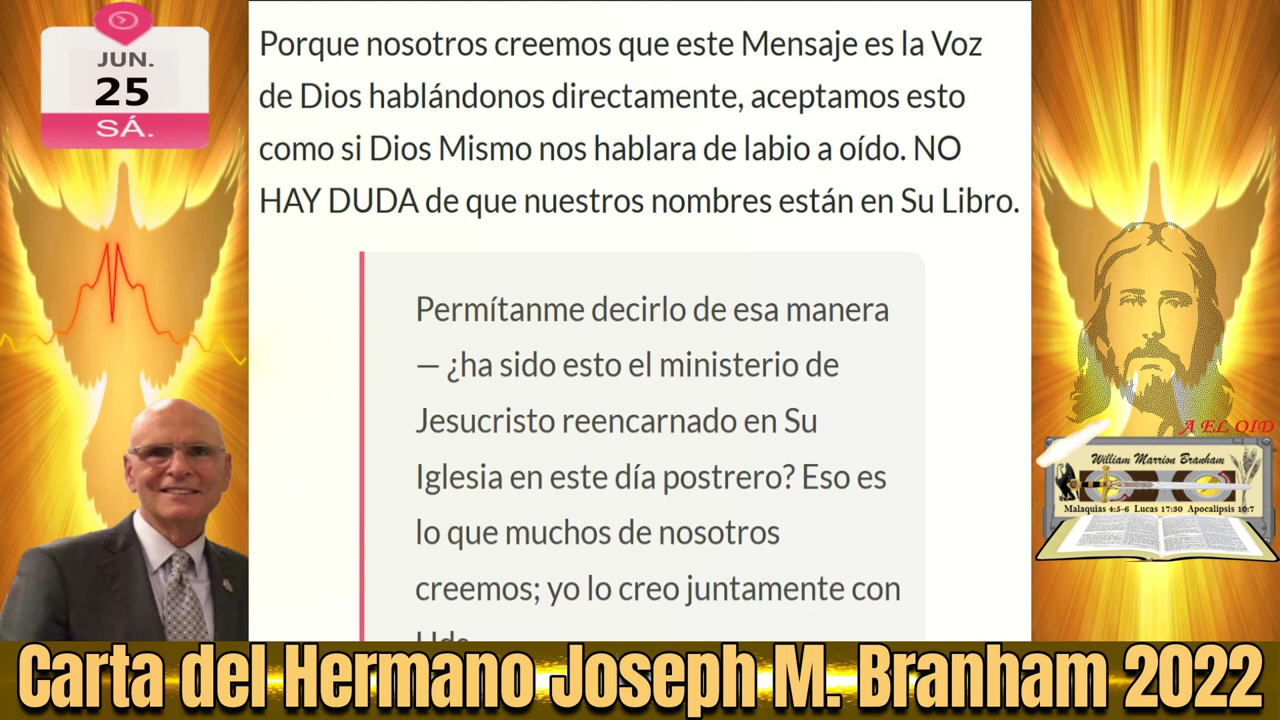 JUN.
25
SÁ.
Porque nosotros creemos que este Mensaje es la Voz
de Dios hablándonos directamente, aceptamos esto
como si Dios Mismo nos hablara de labio a oído. NO
HAY DUDA de que nuestros nombres están en Su Libro.
Permítanme decirlo de esa manera
— ¿ha sido esto el ministerio de
Jesucristo reencarnado en Su
Iglesia en este día postrero? Eso es
lo que muchos de nosotros
creemos; yo lo creo juntamente con
A EL OID
William Marrion Branham
Malaquias 4:5-6 Lucas 17:30 Apocalipsis 10:7
Carta del Hermano Joseph M. Branham 2022